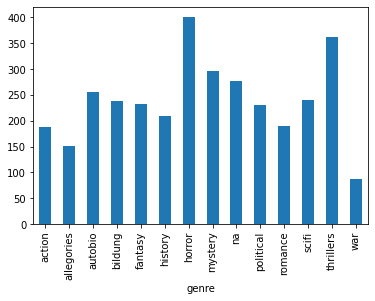 400
350
300
250
200
150
100
50
0
action
allegories
autobio
bildung
fantasy
history
horror
mystery
na
political
romance
scifi
thrillers
war
genre